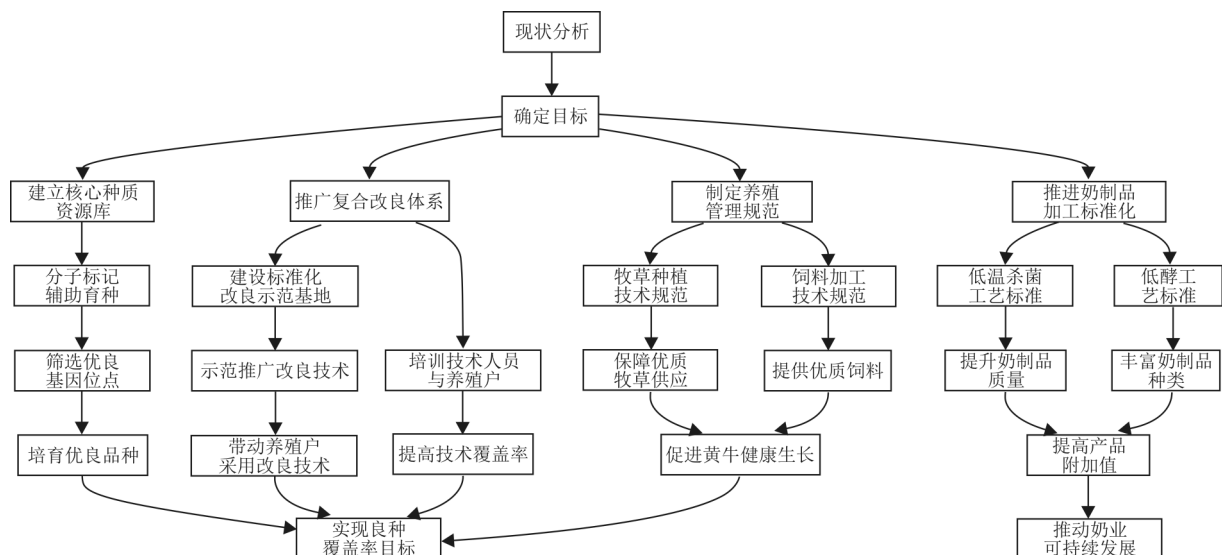 现状分析
确定目标
建立核心种质
资源库
推广复合改良体系
制定养殖
管理规范
推进奶制品
加工标准化
分子标记
辅助育种
建设标准化
改良示范基地
牧草种植
技术规范
饲料加工
技术规范
低温杀菌
工艺标准
低酵工
艺标准
筛选优良
基因位点
示范推广改良技术
培训技术人员
与养殖户
保障优质
牧草供应
提供优质饲料
提升奶制品
质量
丰富奶制品
种类
培育优良品种
带动养殖户
采用改良技术
提高技术覆盖率
促进黄牛健康生长
提高产品
附加值
实现良种
覆盖率目标
推动奶业
可持续发展